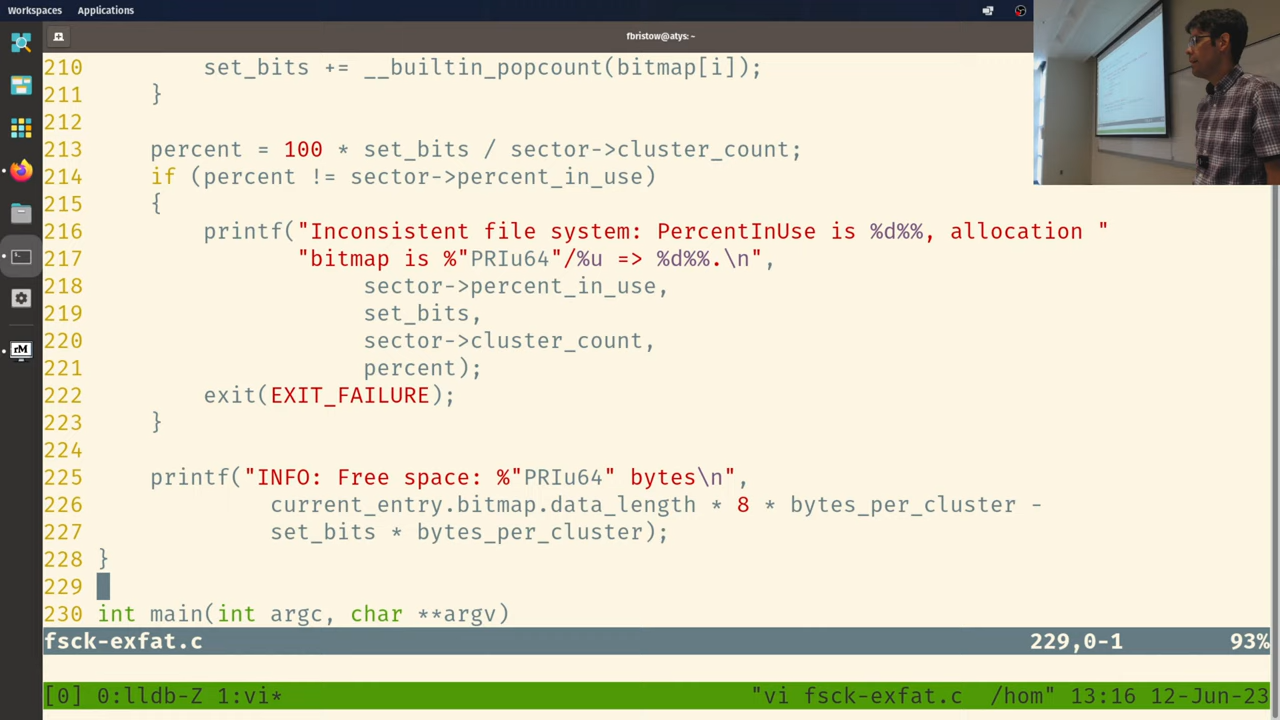 Workspaces Applications
fbristow@atys: ~
210 set_bits += __builtin_popcount(bitmap[i]);
211 }
212
213 percent = 100 * set_bits / sector->cluster_count;
214 if (percent != sector->percent_in_use)
215 {
216 printf("Inconsistent file system: PercentInUse is %d%%, allocation "
217 "bitmap is %"PRIu64"/%u => %d%%.\n",
218 sector->percent_in_use,
219 set_bits,
220 sector->cluster_count,
221 percent);
222 exit(EXIT_FAILURE);
223 }
224
225 printf("INFO: Free space: %"PRIu64" bytes\n",
226 current_entry.bitmap.data_length * 8 * bytes_per_cluster -
227 set_bits * bytes_per_cluster);
228 }
229
230 int main(int argc, char **argv)
rM
fsck-exfat.c 229,0-1 93%
[0] 0:lldb-Z 1:vi* "vi fsck-exfat.c /hom" 13:16 12-Jun-23